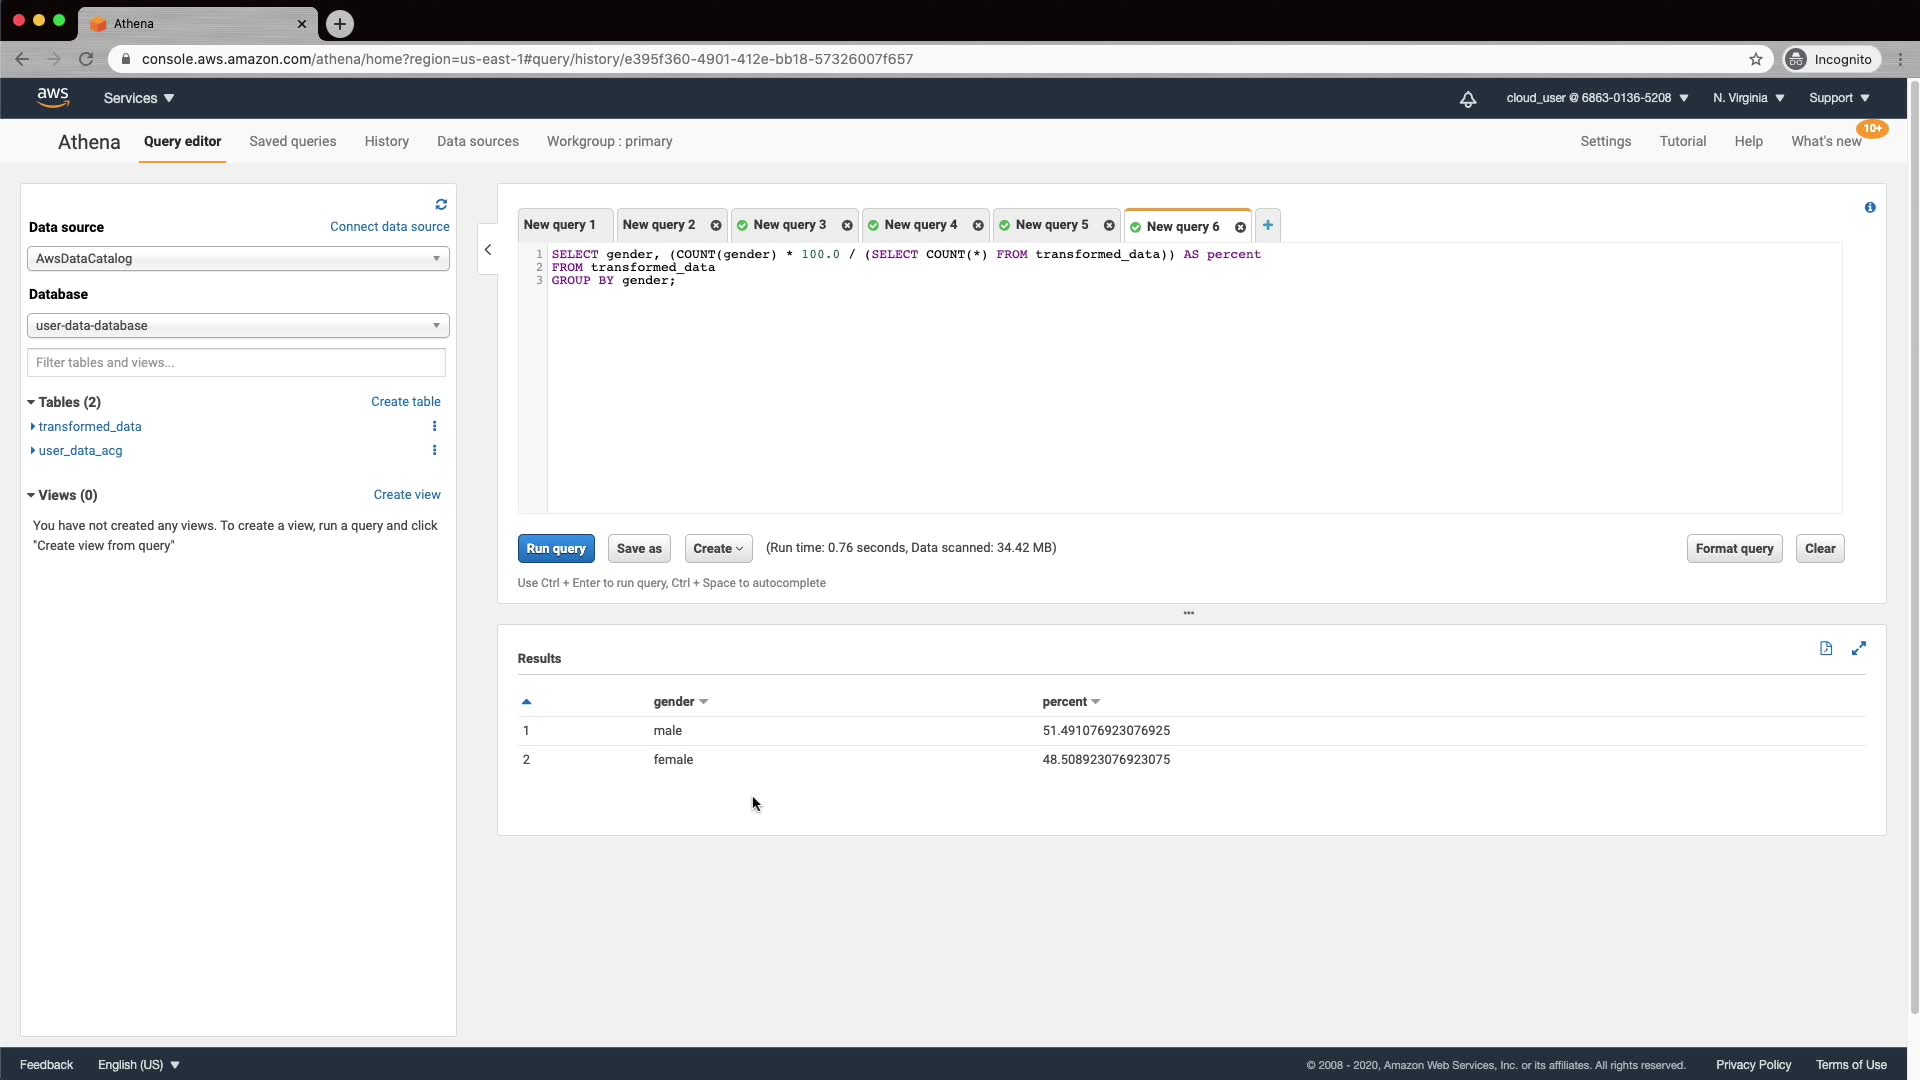 Athena
console.aws.amazon.com/athena/home?region=us-east-1#query/history/e395f360-4901-412e-bb18-57326007f657
Incognito
aws
Services
cloud_user @ 6863-0136-5208
N. Virginia
Support
Athena
Query editor
Saved queries
History
Data sources
Workgroup : primary
Settings
Tutorial
Help
What's new
10+
Data source
Connect data source
AwsDataCatalog
Database
user-data-database
Filter tables and views...
Tables (2)
Create table
transformed_data
user_data_acg
Views (0)
Create view
You have not created any views. To create a view, run a query and click
"Create view from query"
New query 1
New query 2
New query 3
New query 4
New query 5
New query 6
1 SELECT gender, (COUNT(gender) * 100.0 / (SELECT COUNT(*) FROM transformed_data)) AS percent
2 FROM transformed_data
3 GROUP BY gender;
Run query
Save as
Create
(Run time: 0.76 seconds, Data scanned: 34.42 MB)
Format query
Clear
Use Ctrl + Enter to run query, Ctrl + Space to autocomplete
Results
gender percent
1 male 51.491076923076925
2 female 48.508923076923075
Feedback
English (US)
© 2008 - 2020, Amazon Web Services, Inc. or its affiliates. All rights reserved.
Privacy Policy
Terms of Use